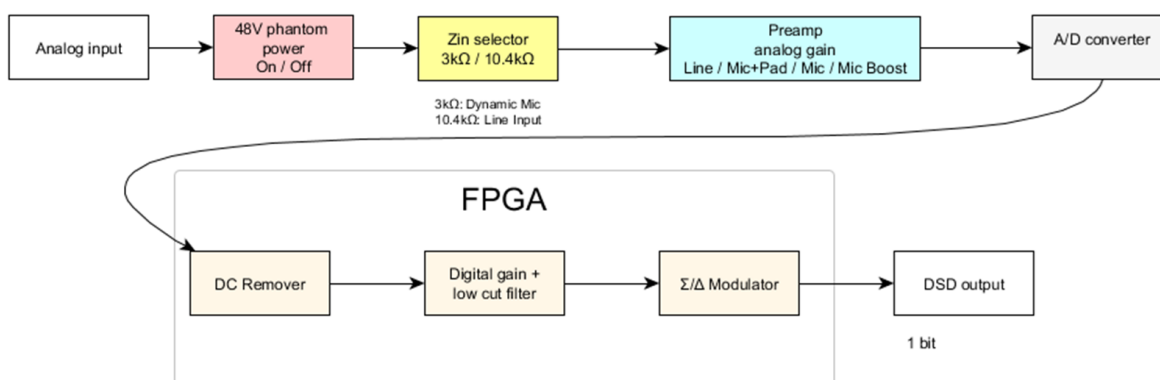 Analog input
48V phantom
power
On / Off
Zin selector
3kΩ / 10.4kΩ
Preamp
analog gain
Line / Mic+Pad / Mic / Mic Boost
A/D converter
3kΩ: Dynamic Mic
10.4kΩ: Line Input
FPGA
DC Remover
Digital gain +
low cut filter
Σ/Δ Modulator
DSD output
1 bit